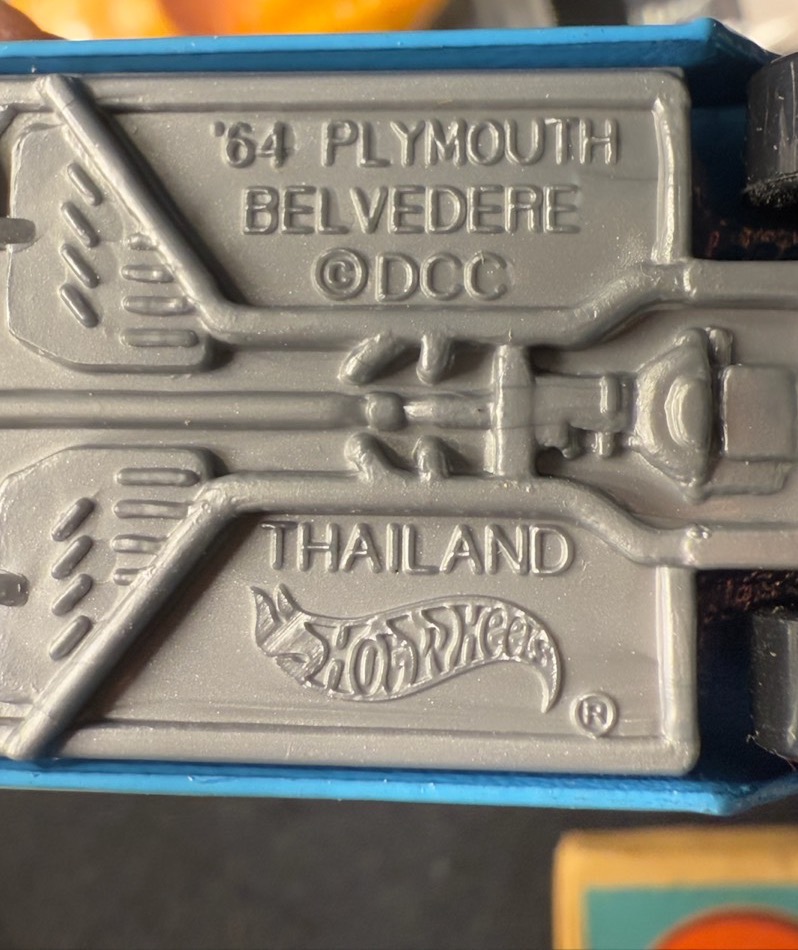 '64 PLYMOUTH
BELVEDERE
©DCC
THAILAND
HOT WHEELS
®